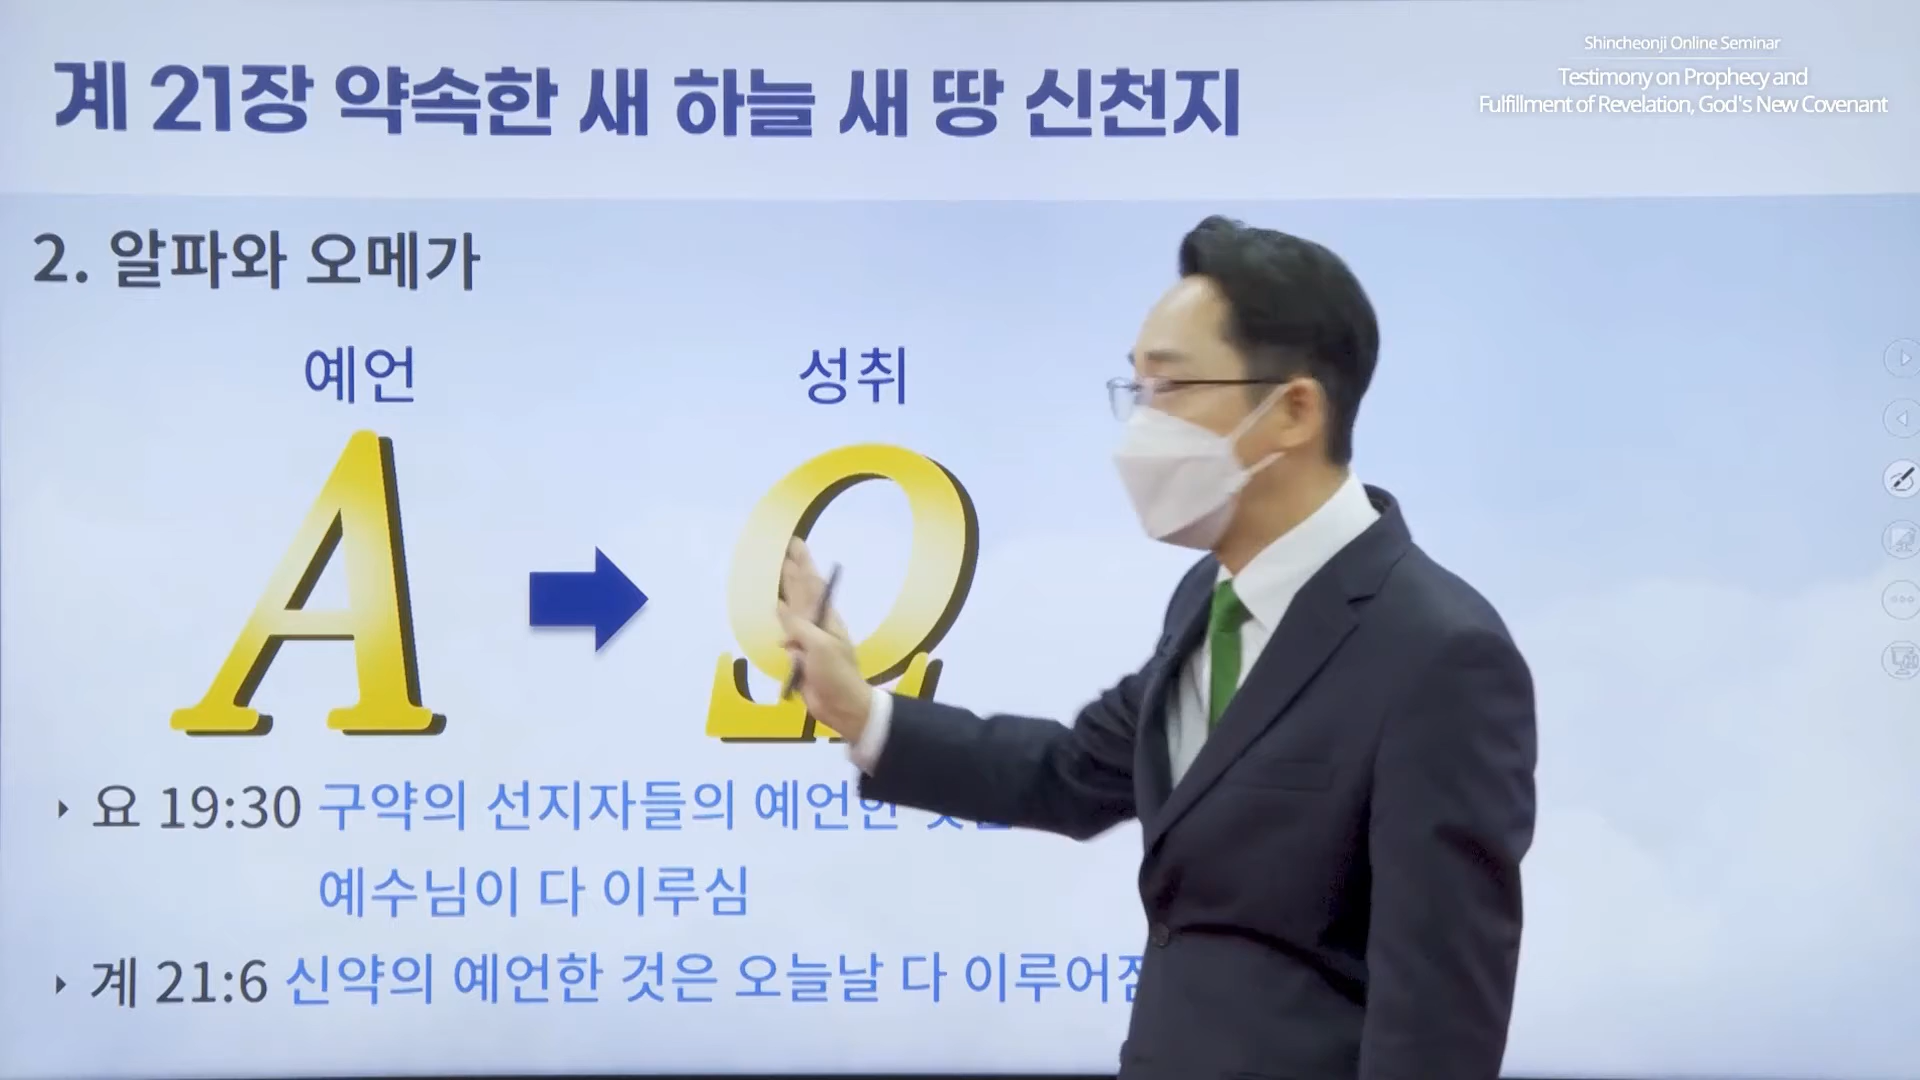 계 21장 약속한 새 하늘 새 땅 신천지
Shincheonji Online Seminar
Testimony on Prophecy and
Fulfillment of Revelation, God's New Covenant
2. 알파와 오메가
예언
성취
A
Ω
요 19:30 구약의 선지자들의 예언한
예수님이 다 이루심
계 21:6 신약의 예언한 것은 오늘날 다 이루어짐